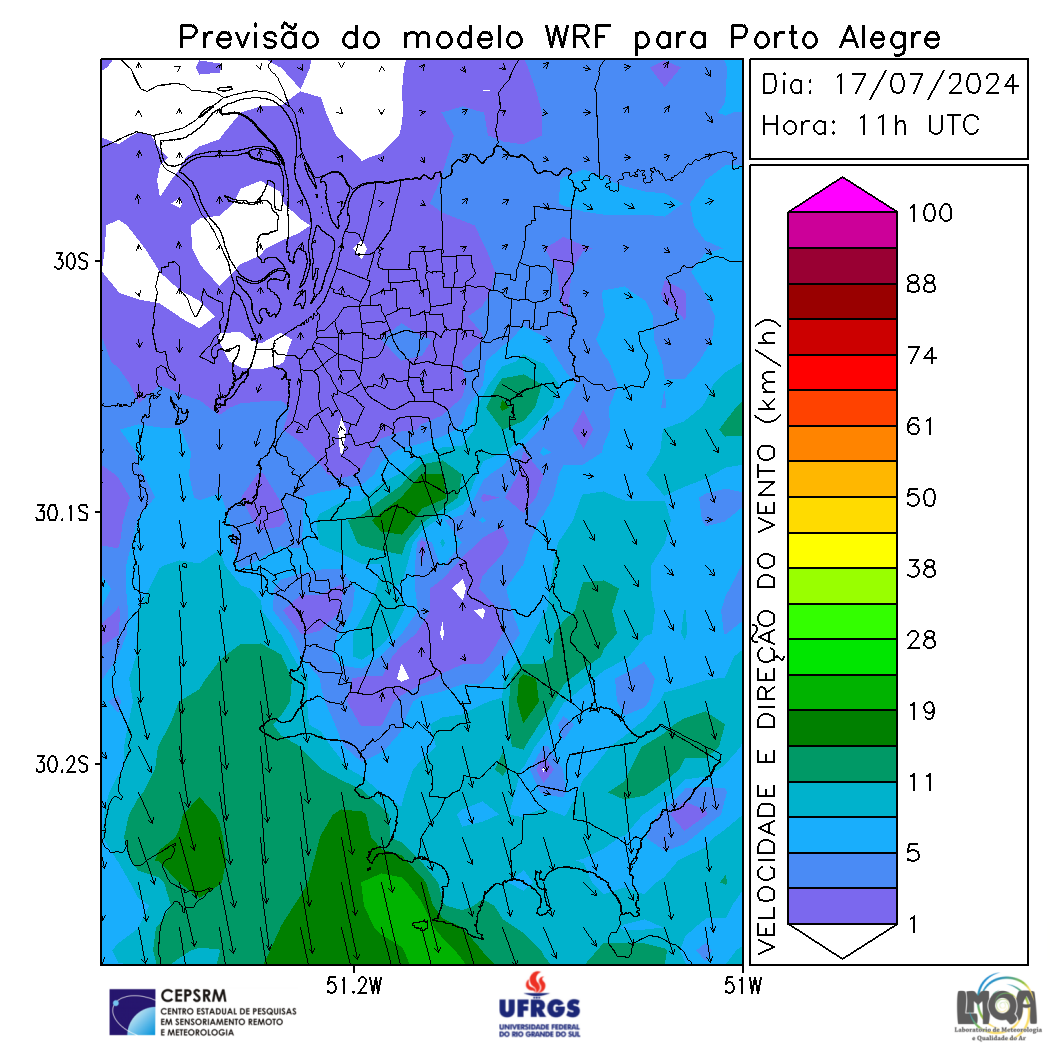 Previsão do modelo WRF para Porto Alegre
Dia: 17/07/2024
Hora: 11h UTC
30S
30.1S
30.2S
51.2W
51W
VELOCIDADE E DIREÇÃO DO VENTO (km/h)
100
88
74
61
50
38
28
19
11
5
1
CEPSRM
CENTRO ESTADUAL DE PESQUISAS
EM SENSORIAMENTO REMOTO
E METEOROLOGIA
UFRGS
UNIVERSIDADE FEDERAL
DO RIO GRANDE DO SUL
LMQA
Laboratório de Meteorologia
e Qualidade do Ar